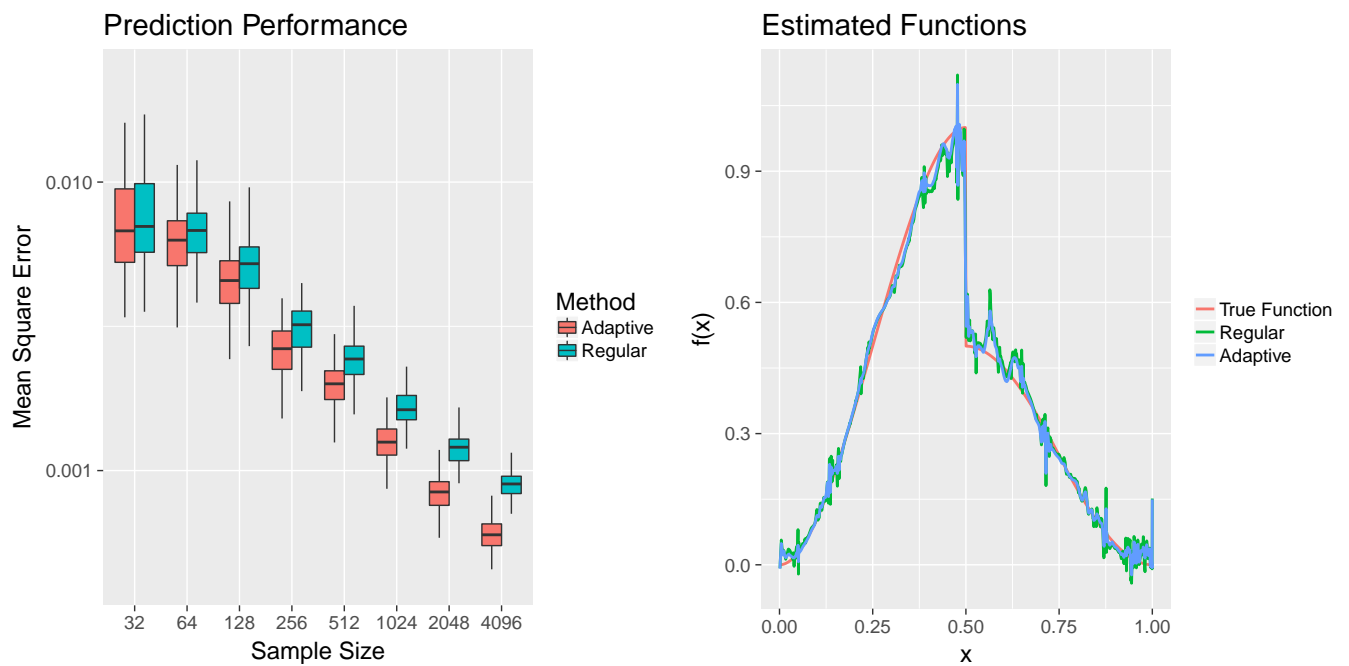 Prediction Performance
Mean Square Error
0.010
0.001
32 64 128 256 512 1024 2048 4096
Sample Size
Method
Adaptive
Regular
Estimated Functions
f(x)
0.9
0.6
0.3
0.0
0.00 0.25 0.50 0.75 1.00
x
True Function
Regular
Adaptive